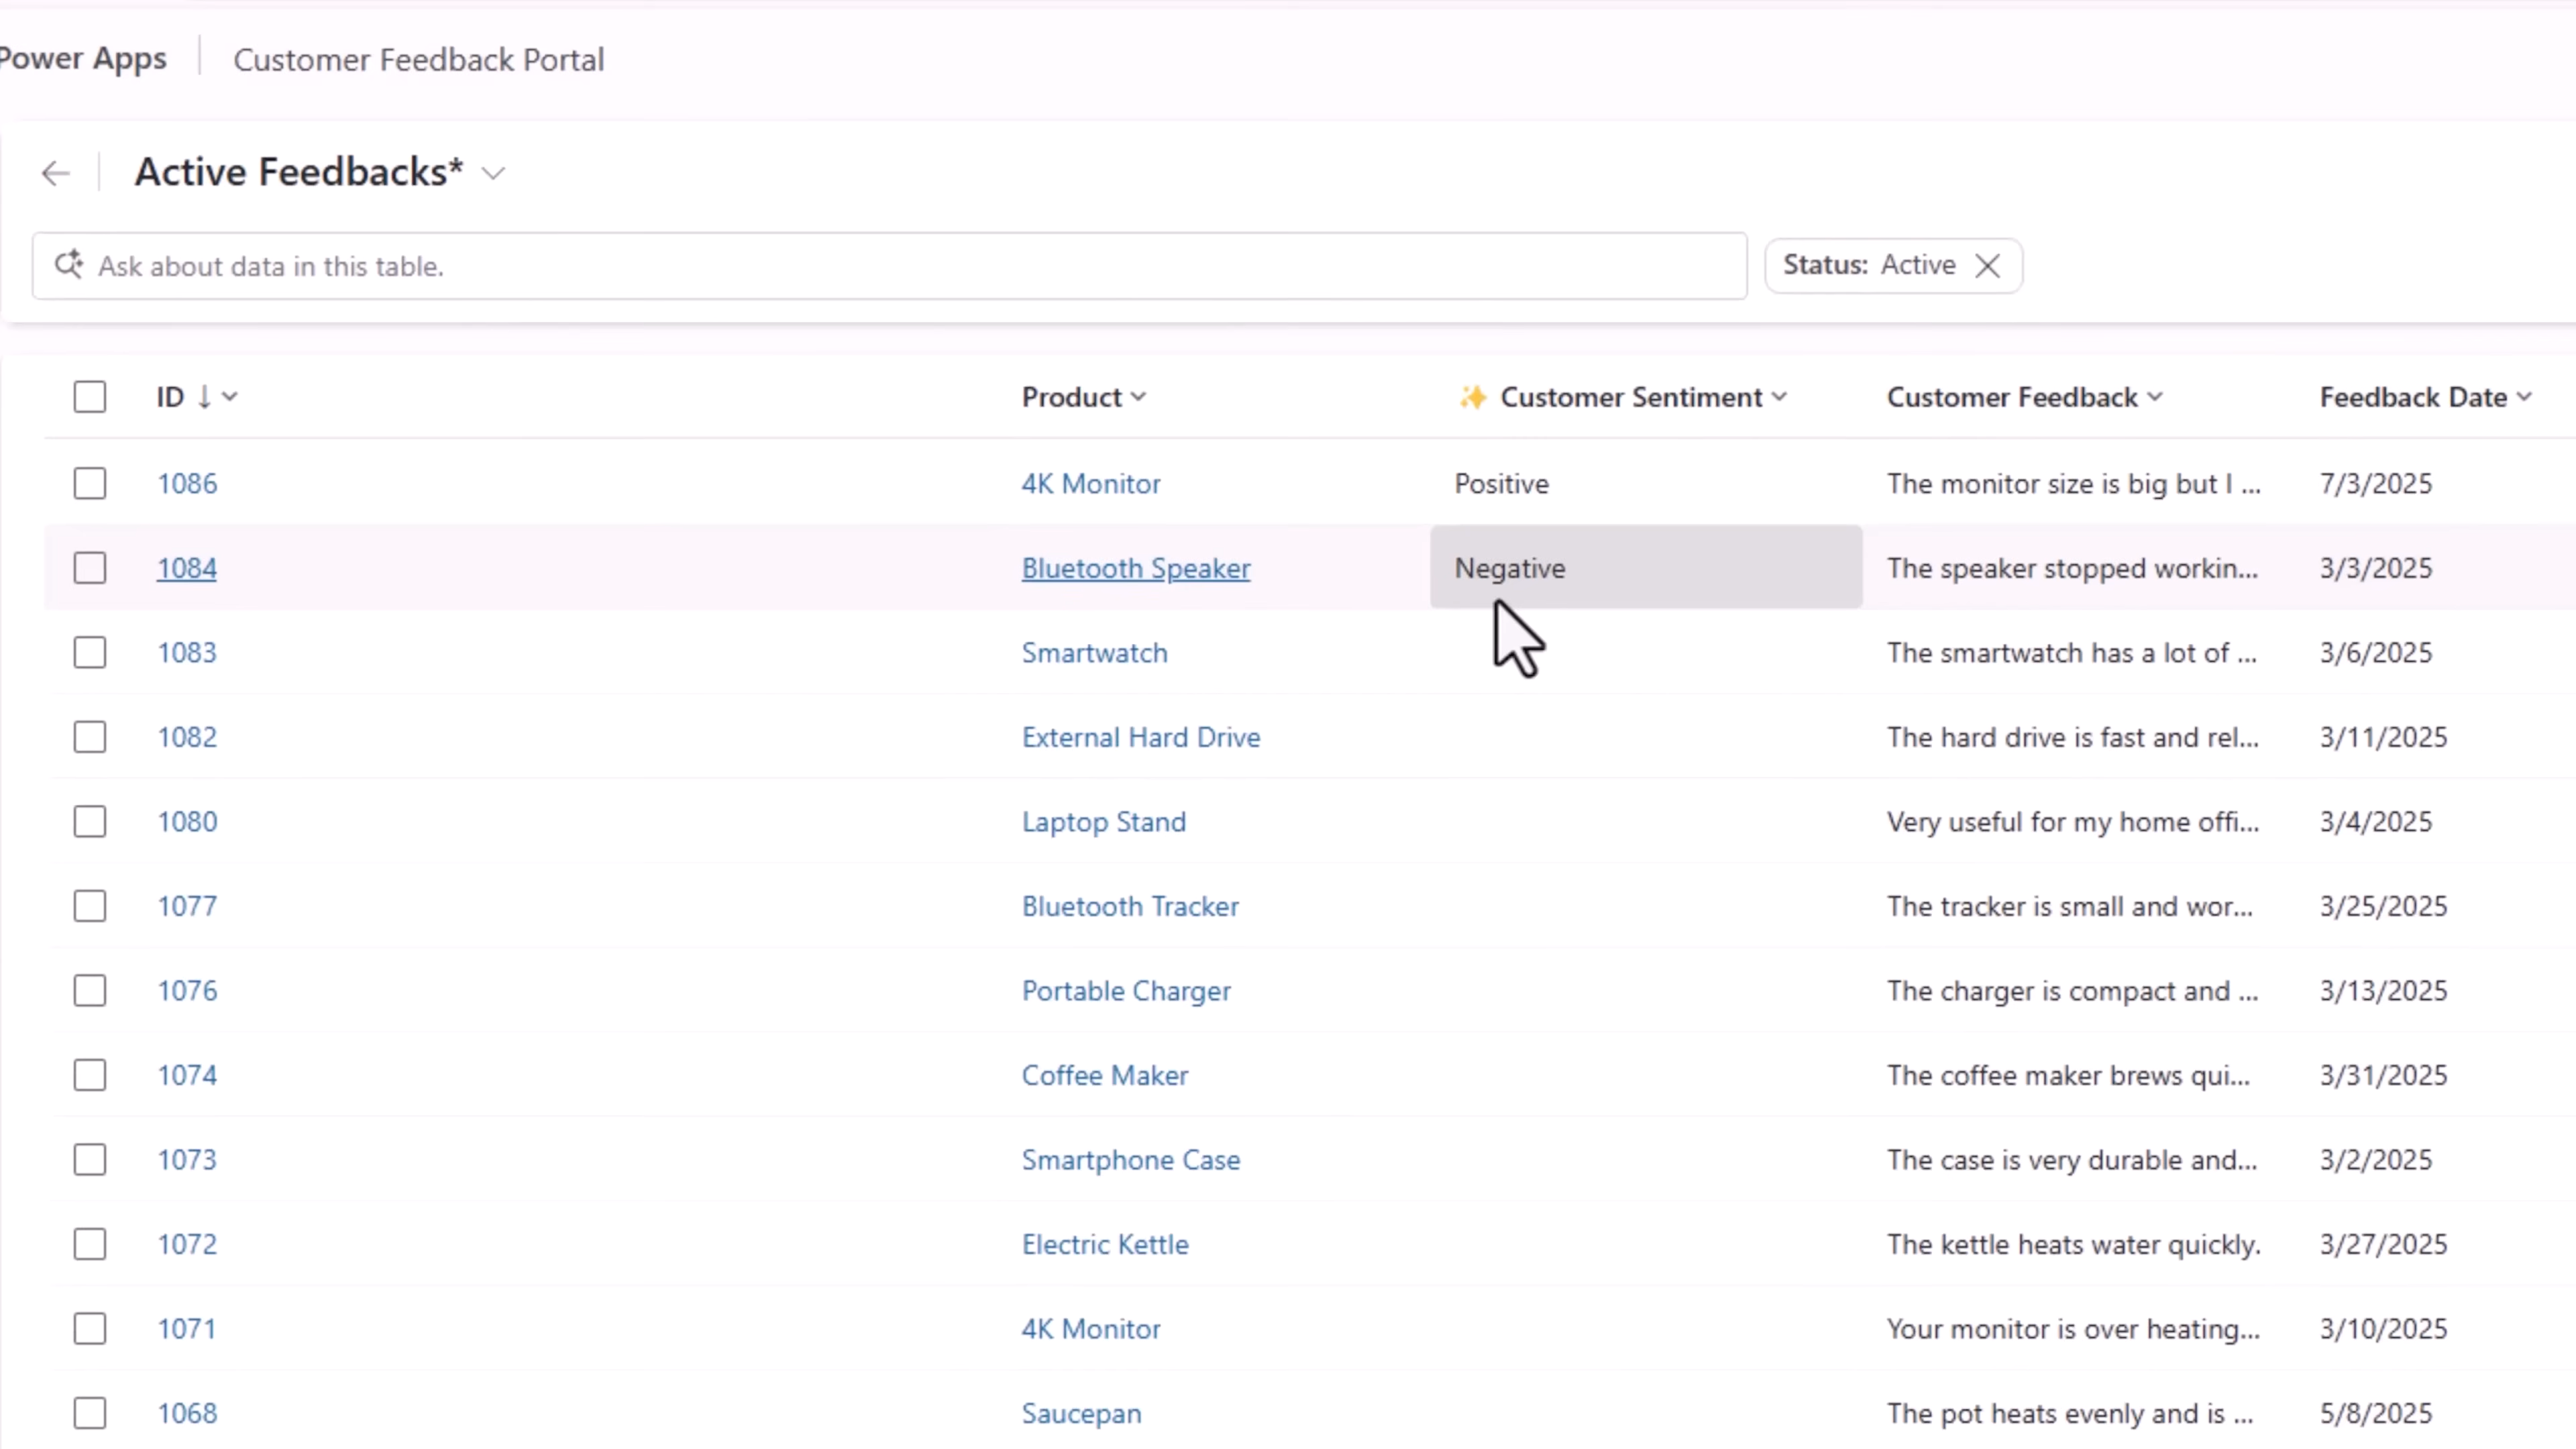 Power Apps | Customer Feedback Portal
Active Feedbacks*
Ask about data in this table. Status: Active
ID Product Customer Sentiment Customer Feedback Feedback Date
1086 4K Monitor Positive The monitor size is big but I ... 7/3/2025
1084 Bluetooth Speaker Negative The speaker stopped workin... 3/3/2025
1083 Smartwatch The smartwatch has a lot of ... 3/6/2025
1082 External Hard Drive The hard drive is fast and rel... 3/11/2025
1080 Laptop Stand Very useful for my home offi... 3/4/2025
1077 Bluetooth Tracker The tracker is small and wor... 3/25/2025
1076 Portable Charger The charger is compact and ... 3/13/2025
1074 Coffee Maker The coffee maker brews qui... 3/31/2025
1073 Smartphone Case The case is very durable and... 3/2/2025
1072 Electric Kettle The kettle heats water quickly. 3/27/2025
1071 4K Monitor Your monitor is over heating... 3/10/2025
1068 Saucepan The pot heats evenly and is ... 5/8/2025